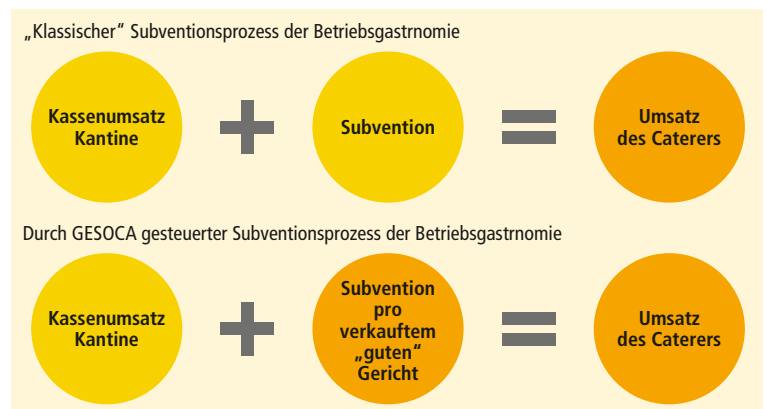 „Klassischer“ Subventionsprozess der Betriebsgastrnomie
Kassenumsatz
Kantine
+
Subvention
=
Umsatz
des Caterers
Durch GESOCA gesteuerter Subventionsprozess der Betriebsgastrnomie
Kassenumsatz
Kantine
+
Subvention
pro
verkauftem
„guten“
Gericht
=
Umsatz
des Caterers